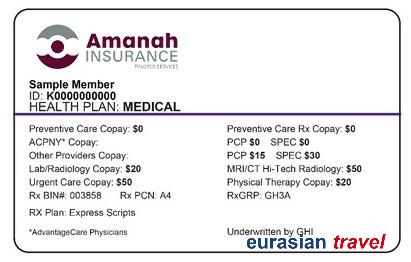 Amanah
INSURANCE
TRUSTED SERVICES
Sample Member
ID: K0000000000
HEALTH PLAN: MEDICAL
Preventive Care Copay: $0
ACPNY* Copay:
Other Providers Copay:
Lab/Radiology Copay: $20
Urgent Care Copay: $50
Rx BIN#: 003858 Rx PCN: A4
RX Plan: Express Scripts
*AdvantageCare Physicians
Preventive Care Rx Copay: $0
PCP $0 SPEC $0
PCP $15 SPEC $30
MRI/CT Hi-Tech Radiology: $50
Physical Therapy Copay: $20
RxGRP: GH3A
Underwritten by GHI
eurasian travel